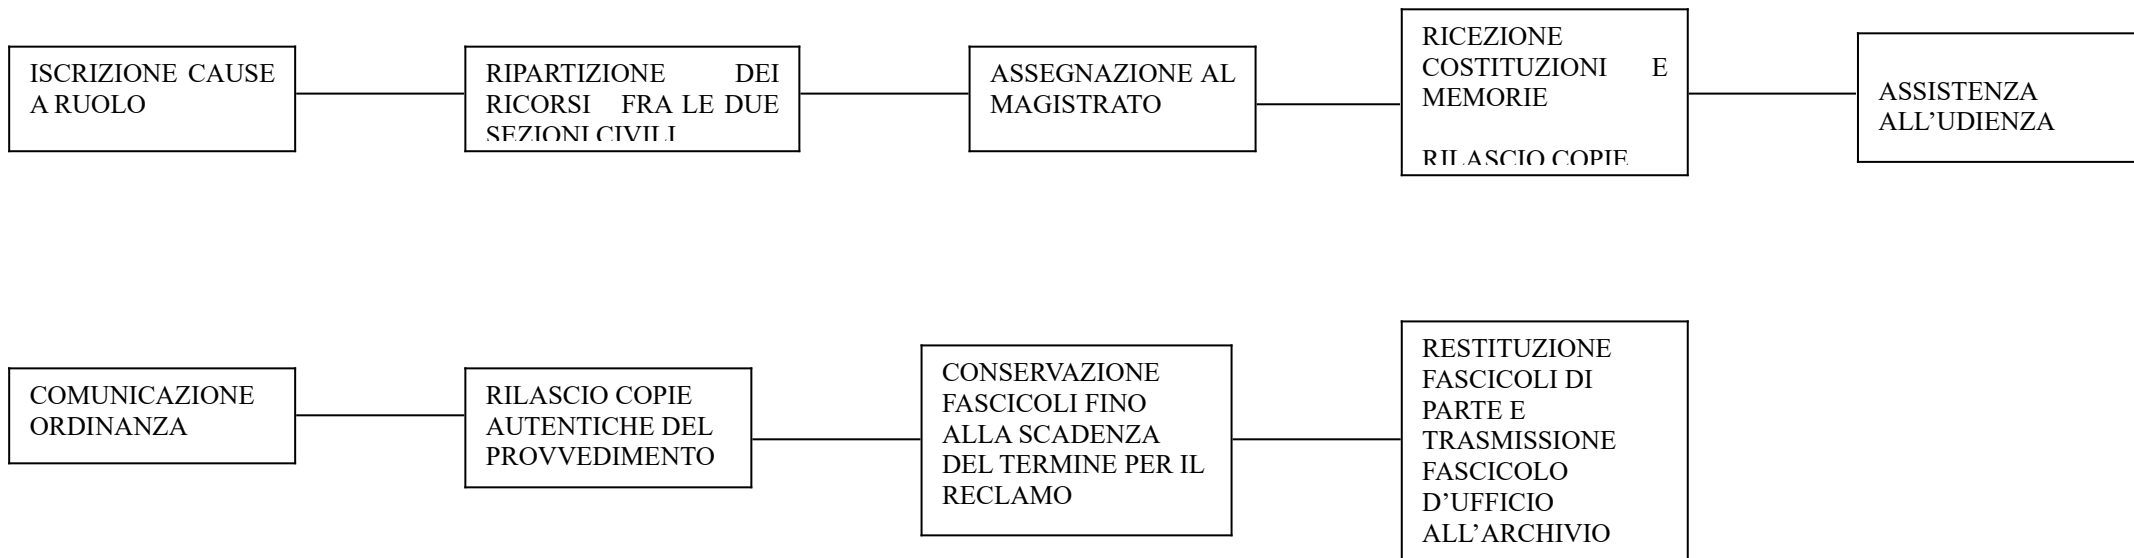 ISCRIZIONE CAUSE
A RUOLO
RIPARTIZIONE DEI
RICORSI FRA LE DUE
SEZIONI CIVILI
ASSEGNAZIONE AL
MAGISTRATO
RICEZIONE
COSTITUZIONI E
MEMORIE
RILASCIO COPIE
ASSISTENZA
ALL’UDIENZA
COMUNICAZIONE
ORDINANZA
RILASCIO COPIE
AUTENTICHE DEL
PROVVEDIMENTO
CONSERVAZIONE
FASCICOLI FINO
ALLA SCADENZA
DEL TERMINE PER IL
RECLAMO
RESTITUZIONE
FASCICOLI DI
PARTE E
TRASMISSIONE
FASCICOLO
D’UFFICIO
ALL’ARCHIVIO